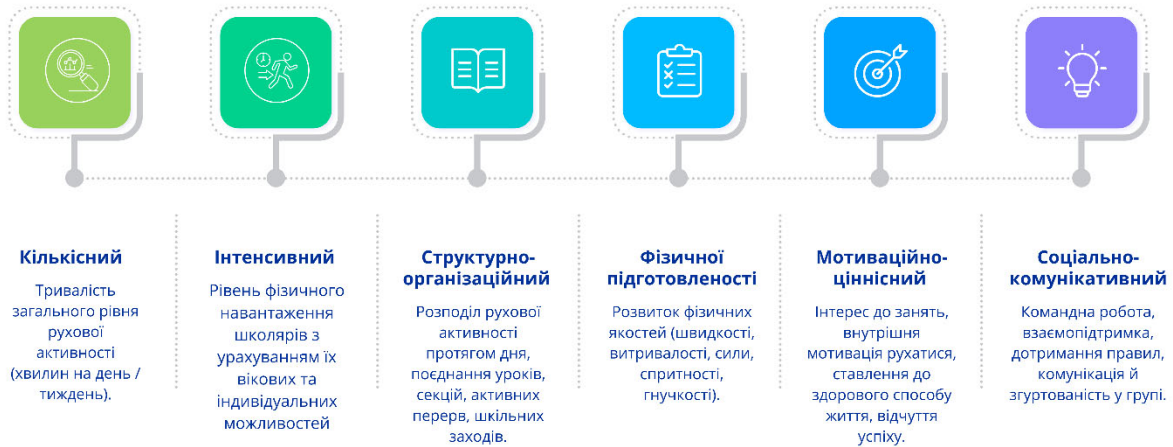 Кількісний
Тривалість
загального рівня
рухової
активності
(хвилин на день /
тиждень).
Інтенсивний
Рівень фізичного
навантаження
школярів з
урахуванням їх
вікових та
індивідуальних
можливостей
Структурно-
організаційний
Розподіл рухової
активності
протягом дня,
поєднання уроків,
секцій, активних
перерв, шкільних
заходів.
Фізичної
підготовленості
Розвиток фізичних
якостей (швидкості,
витривалості, сили,
спритності,
гнучкості).
Мотиваційно-
ціннісний
Інтерес до занять,
внутрішня
мотивація рухатися,
ставлення до
здорового способу
життя, відчуття
успіху.
Соціально-
комунікативний
Командна робота,
взаємопідтримка,
дотримання правил,
комунікація й
згуртованість у групі.